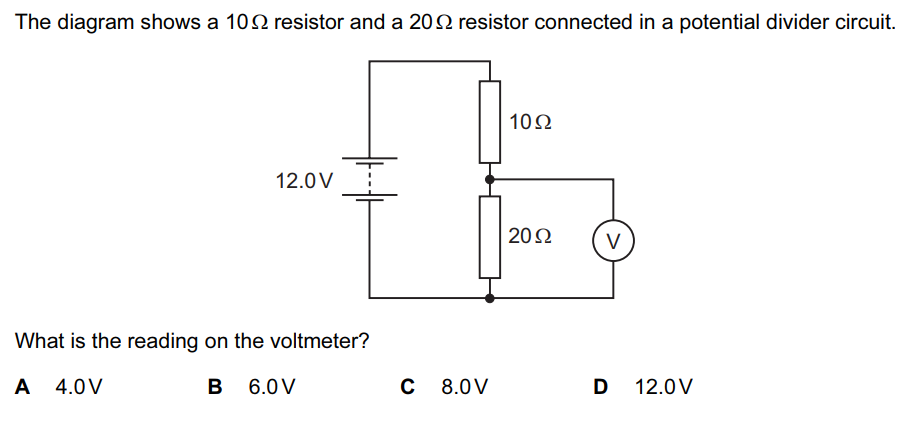 The diagram shows a 10Ω resistor and a 20Ω resistor connected in a potential divider circuit.
10Ω
12.0V
20Ω
V
What is the reading on the voltmeter?
A 4.0V B 6.0V C 8.0V D 12.0V